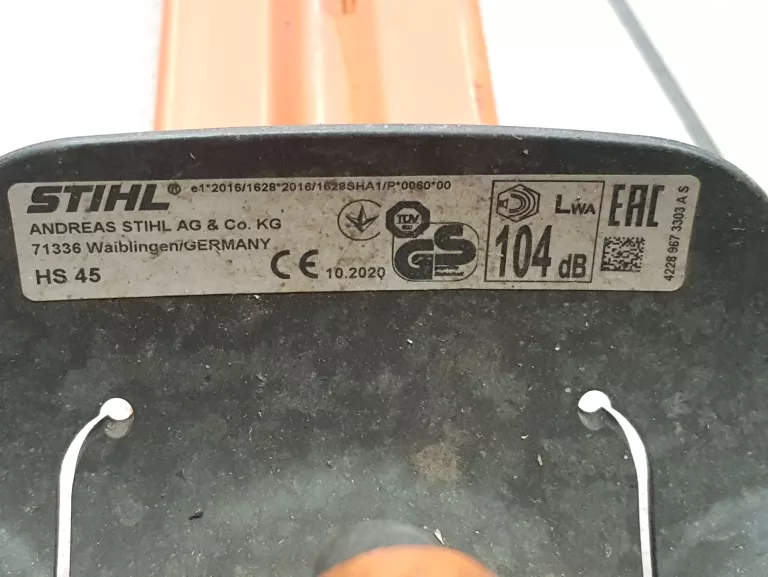 STIHL® e1*2016/1628*2016/1628SHA1/P*0060*00
ANDREAS STIHL AG & Co. KG
71336 Waiblingen/GERMANY
HS 45
CE 10.2020
TÜV
GS
LWA
104 dB
EAC
4228 967 3303 A S